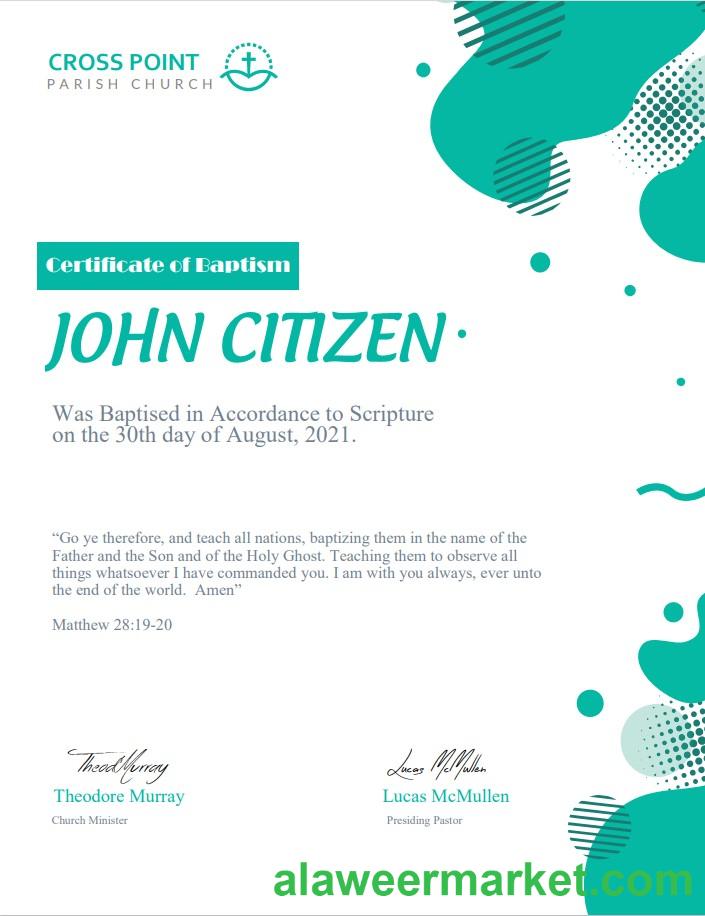 CROSS POINT
PARISH CHURCH
Certificate of Baptism
JOHN CITIZEN
Was Baptised in Accordance to Scripture
on the 30th day of August, 2021.
“Go ye therefore, and teach all nations, baptizing them in the name of the
Father and the Son and of the Holy Ghost. Teaching them to observe all
things whatsoever I have commanded you. I am with you always, ever unto
the end of the world.  Amen”
Matthew 28:19-20
TheodMurray
Lucas McMullen
Theodore Murray
Lucas McMullen
Church Minister
Presiding Pastor
alaweermarket.com